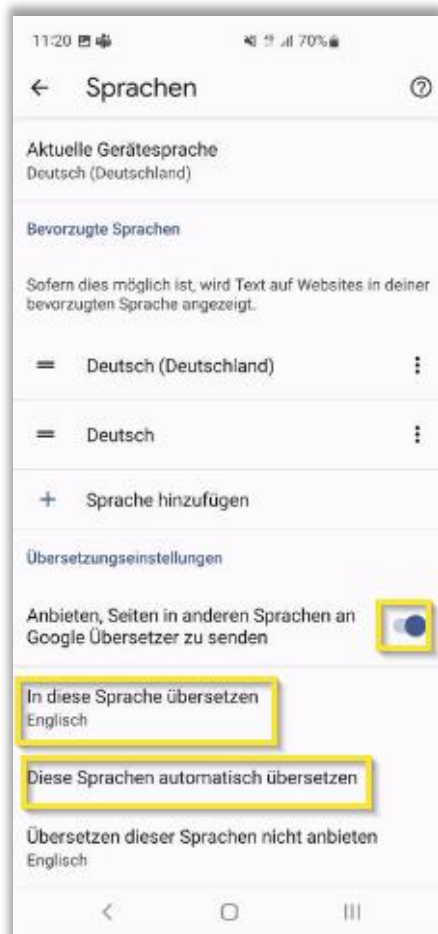 11:20 70%
Sprachen
Aktuelle Gerätesprache
Deutsch (Deutschland)
Bevorzugte Sprachen
Sofern dies möglich ist, wird Text auf Websites in deiner
bevorzugten Sprache angezeigt.
Deutsch (Deutschland)
Deutsch
Sprache hinzufügen
Übersetzungseinstellungen
Anbieten, Seiten in anderen Sprachen an
Google Übersetzer zu senden
In diese Sprache übersetzen
Englisch
Diese Sprachen automatisch übersetzen
Übersetzen dieser Sprachen nicht anbieten
Englisch